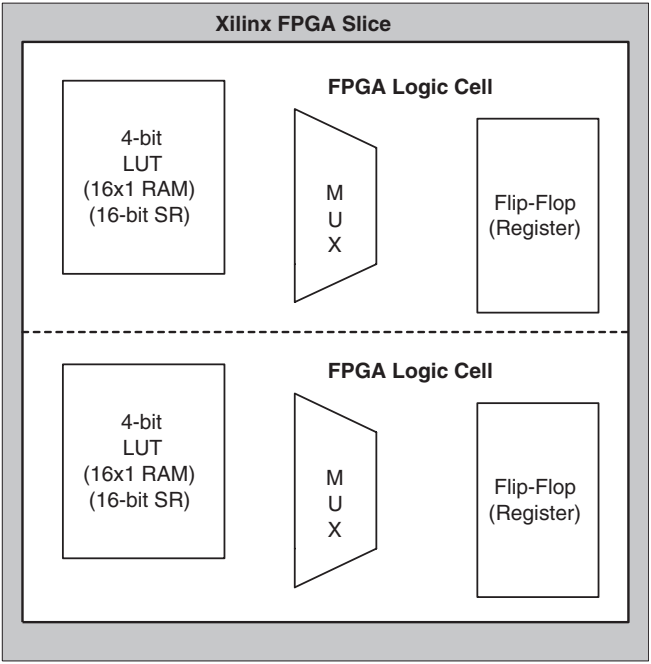 Xilinx FPGA Slice
FPGA Logic Cell
4-bit
LUT
(16x1 RAM)
(16-bit SR)
M
U
X
Flip-Flop
(Register)
FPGA Logic Cell
4-bit
LUT
(16x1 RAM)
(16-bit SR)
M
U
X
Flip-Flop
(Register)